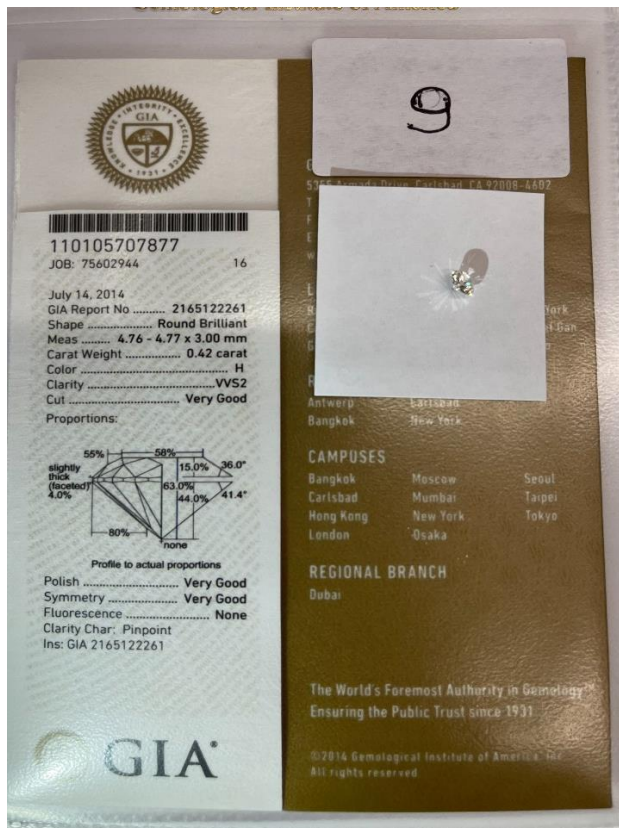 GIA
KNOWLEDGE INTEGRITY EXCELLENCE
1931
9
110105707877
JOB: 75602944 16
July 14, 2014
GIA Report No .......... 2165122261
Shape .................... Round Brilliant
Meas ......... 4.76 - 4.77 x 3.00 mm
Carat Weight ................ 0.42 carat
Color ............................................. H
Clarity ...................................... VVS2
Cut ................................ Very Good
Proportions:
55% 58%
slightly thick (faceted) 4.0%
15.0% 36.0°
63.0%
44.0% 41.4°
80%
none
Profile to actual proportions
Polish ........................ Very Good
Symmetry .................. Very Good
Fluorescence ..................... None
Clarity Char: Pinpoint
Ins: GIA 2165122261
GIA
5355 Armada Drive, Carlsbad, CA 92008-4602
Antwerp Carlsbad
Bangkok New York
CAMPUSES
Bangkok Moscow Seoul
Carlsbad Mumbai Taipei
Hong Kong New York Tokyo
London Osaka
REGIONAL BRANCH
Dubai
The World's Foremost Authority in Gemology™
Ensuring the Public Trust since 1931
©2014 Gemological Institute of America, Inc.
All rights reserved